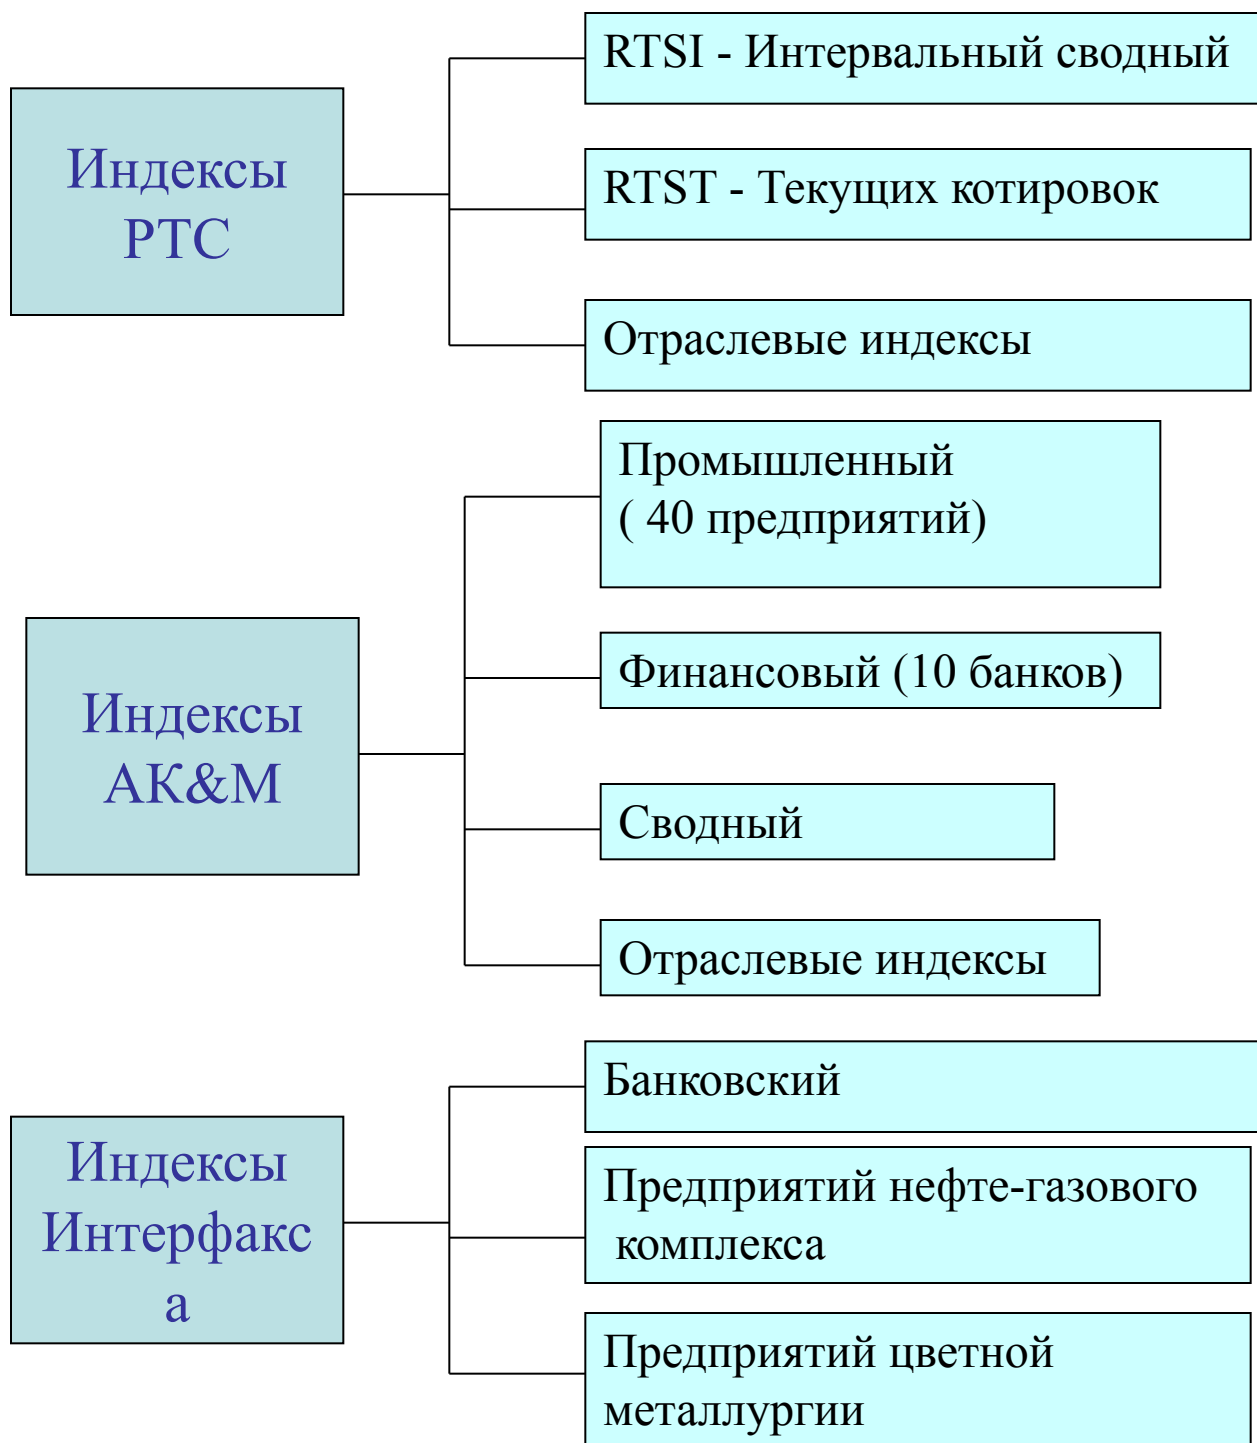 Индексы
РТС
RTSI - Интервальный сводный
RTST - Текущих котировок
Отраслевые индексы
Индексы
АК&М
Промышленный
( 40 предприятий)
Финансовый (10 банков)
Сводный
Отраслевые индексы
Индексы
Интерфакс
а
Банковский
Предприятий нефте-газового
комплекса
Предприятий цветной
металлургии